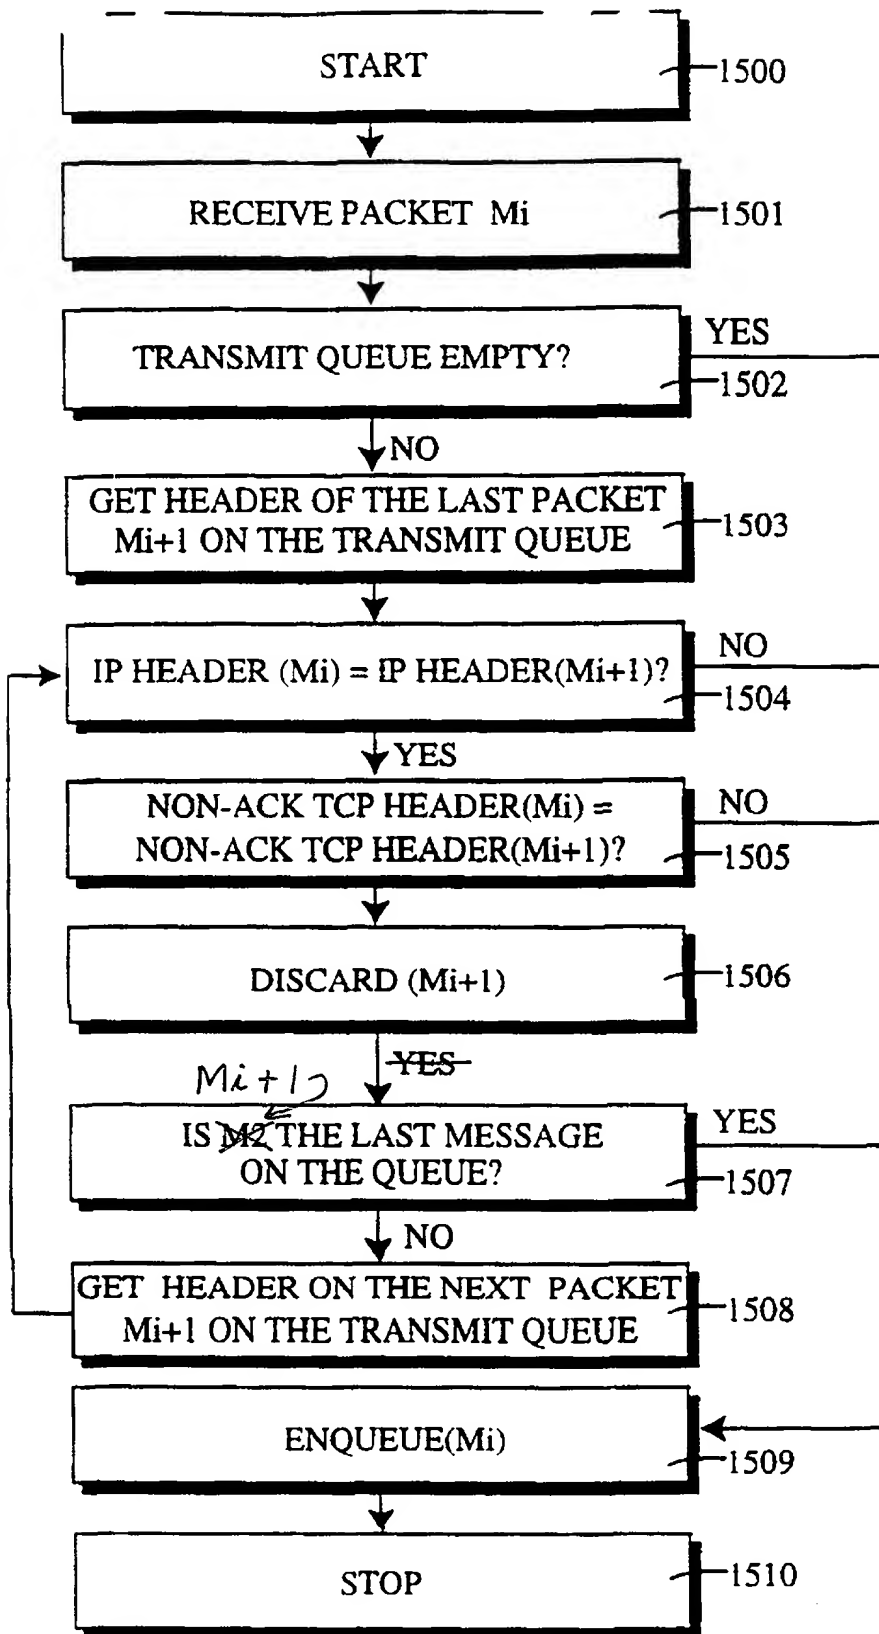 START
1500
RECEIVE PACKET Mi
1501
TRANSMIT QUEUE EMPTY?
YES
1502
NO
GET HEADER OF THE LAST PACKET
Mi+1 ON THE TRANSMIT QUEUE
1503
IP HEADER (Mi) = IP HEADER(Mi+1)?
NO
1504
YES
NON-ACK TCP HEADER(Mi) =
NON-ACK TCP HEADER(Mi+1)?
NO
1505
DISCARD (Mi+1)
1506
YES
Mi+1
IS M2 THE LAST MESSAGE
ON THE QUEUE?
YES
1507
NO
GET HEADER ON THE NEXT PACKET
Mi+1 ON THE TRANSMIT QUEUE
1508
ENQUEUE(Mi)
1509
STOP
1510